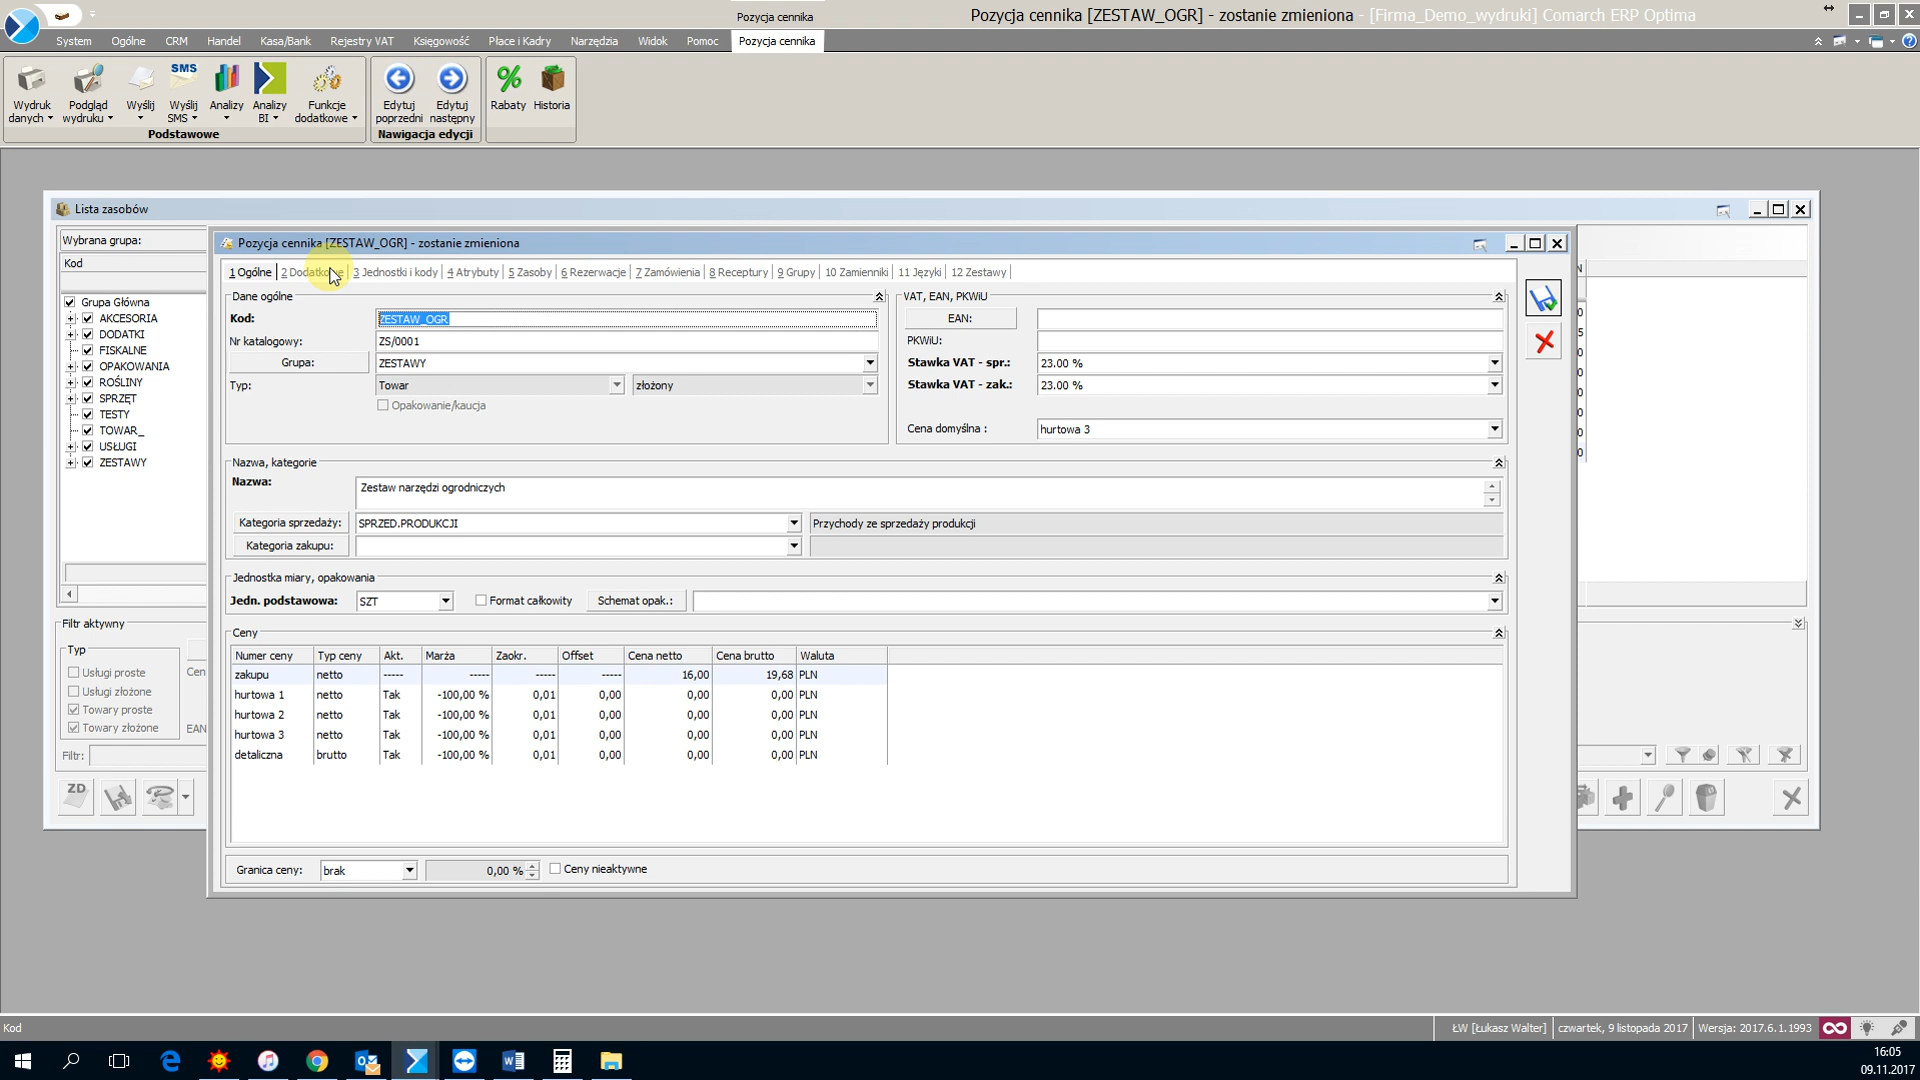 Pozycja cennika
Pozycja cennika [ZESTAW_OGR] - zostanie zmieniona - [Firma_Demo_wydruki] Comarch ERP Optima
System Ogólne CRM Handel Kasa/Bank Rejestry VAT Księgowość Płace i Kadry Narzędzia Widok Pomoc Pozycja cennika
SMS
Wydruk danych
Podgląd wydruku
Wyślij
Wyślij SMS
Analizy
Analizy BI
Funkcje dodatkowe
Edytuj poprzedni
Edytuj następny
Rabaty
Historia
Podstawowe
Nawigacja edycji
Lista zasobów
Wybrana grupa:
Kod
Grupa Główna
AKCESORIA
DODATKI
FISKALNE
OPAKOWANIA
ROŚLINY
SPRZĘT
TESTY
TOWAR_
USŁUGI
ZESTAWY
Filtr aktywny
Typ
Usługi proste
Usługi złożone
Towary proste
Towary złożone
Cen
EAN
Filtr:
ZD
Pozycja cennika [ZESTAW_OGR] - zostanie zmieniona
1 Ogólne 2 Dodatkowe 3 Jednostki i kody 4 Atrybuty 5 Zasoby 6 Rezerwacje 7 Zamówienia 8 Receptury 9 Grupy 10 Zamienniki 11 Języki 12 Zestawy
Dane ogólne
Kod: ZESTAW_OGR
Nr katalogowy: ZS/0001
Grupa: ZESTAWY
Typ: Towar złożony
Opakowanie/kaucja
VAT, EAN, PKWiU
EAN:
PKWiU:
Stawka VAT - spr.: 23.00 %
Stawka VAT - zak.: 23.00 %
Cena domyślna : hurtowa 3
Nazwa, kategorie
Nazwa: Zestaw narzędzi ogrodniczych
Kategoria sprzedaży: SPRZED.PRODUKCJI Przychody ze sprzedaży produkcji
Kategoria zakupu:
Jednostka miary, opakowania
Jedn. podstawowa: SZT Format całkowity Schemat opak.:
Ceny
Numer ceny Typ ceny Akt. Marża Zaokr. Offset Cena netto Cena brutto Waluta
zakupu netto ----- ----- ----- ----- 16,00 19,68 PLN
hurtowa 1 netto Tak -100,00 % 0,01 0,00 0,00 0,00 PLN
hurtowa 2 netto Tak -100,00 % 0,01 0,00 0,00 0,00 PLN
hurtowa 3 netto Tak -100,00 % 0,01 0,00 0,00 0,00 PLN
detaliczna brutto Tak -100,00 % 0,01 0,00 0,00 0,00 PLN
Granica ceny: brak 0,00 % Ceny nieaktywne
Kod ŁW [Łukasz Walter] czwartek, 9 listopada 2017 Wersja: 2017.6.1.1993
16:05
09.11.2017